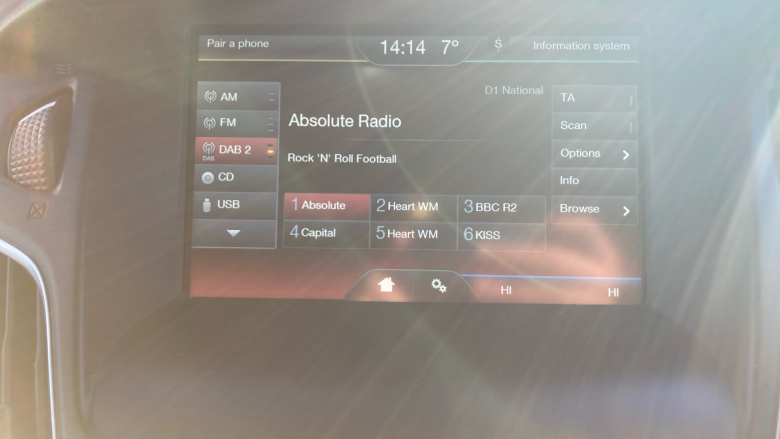 Pair a phone
14:14 7° Information system
D1 National
AM
FM
DAB 2
DAB
CD
USB
Absolute Radio
Rock 'N' Roll Football
1 Absolute 2 Heart WM 3 BBC R2
4 Capital 5 Heart WM 6 KISS
TA
Scan
Options
Info
Browse
HI HI